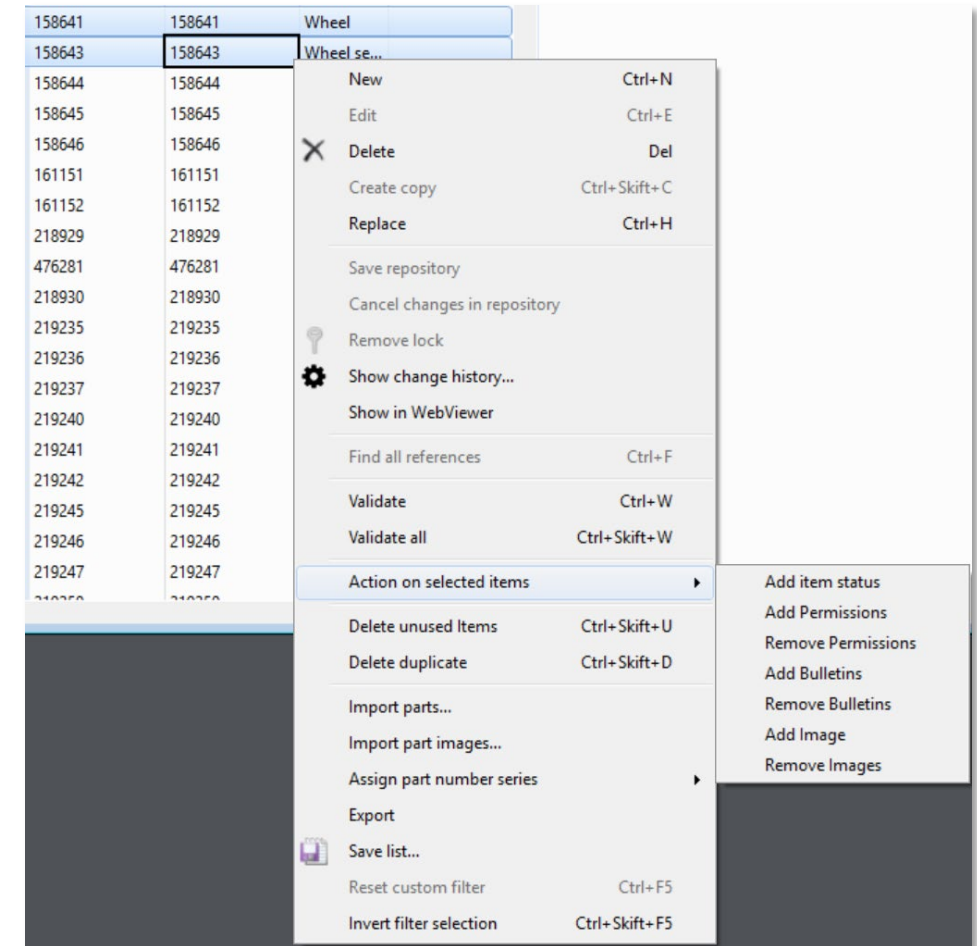 158641 158641 Wheel
158643 158643 Wheel se...
158644 158644
158645 158645
158646 158646
161151 161151
161152 161152
218929 218929
476281 476281
218930 218930
219235 219235
219236 219236
219237 219237
219240 219240
219241 219241
219242 219242
219245 219245
219246 219246
219247 219247
New Ctrl+N
Edit Ctrl+E
Delete Del
Create copy Ctrl+Skift+C
Replace Ctrl+H
Save repository
Cancel changes in repository
Remove lock
Show change history...
Show in WebViewer
Find all references Ctrl+F
Validate Ctrl+W
Validate all Ctrl+Skift+W
Action on selected items
Delete unused Items Ctrl+Skift+U
Delete duplicate Ctrl+Skift+D
Import parts...
Import part images...
Assign part number series
Export
Save list...
Reset custom filter Ctrl+F5
Invert filter selection Ctrl+Skift+F5
Add item status
Add Permissions
Remove Permissions
Add Bulletins
Remove Bulletins
Add Image
Remove Images